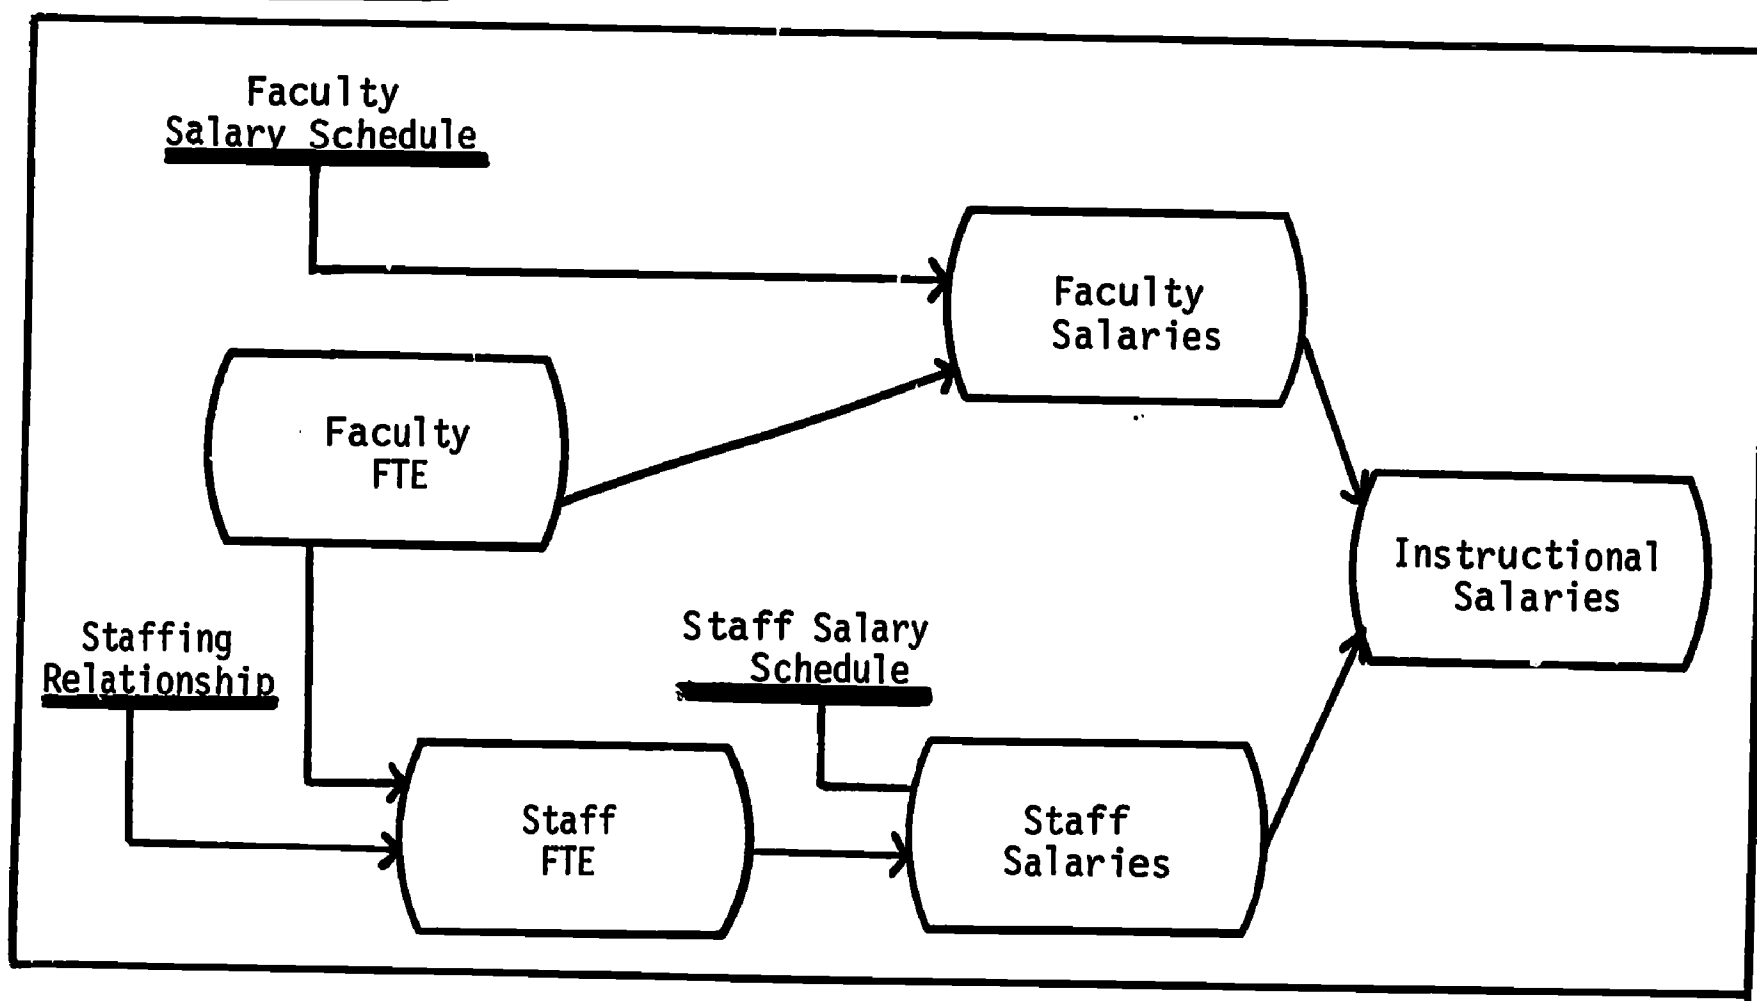 Faculty
Salary Schedule
Faculty
Salaries
Faculty
FTE
Instructional
Salaries
Staffing
Relationship
Staff Salary
Schedule
Staff
FTE
Staff
Salaries